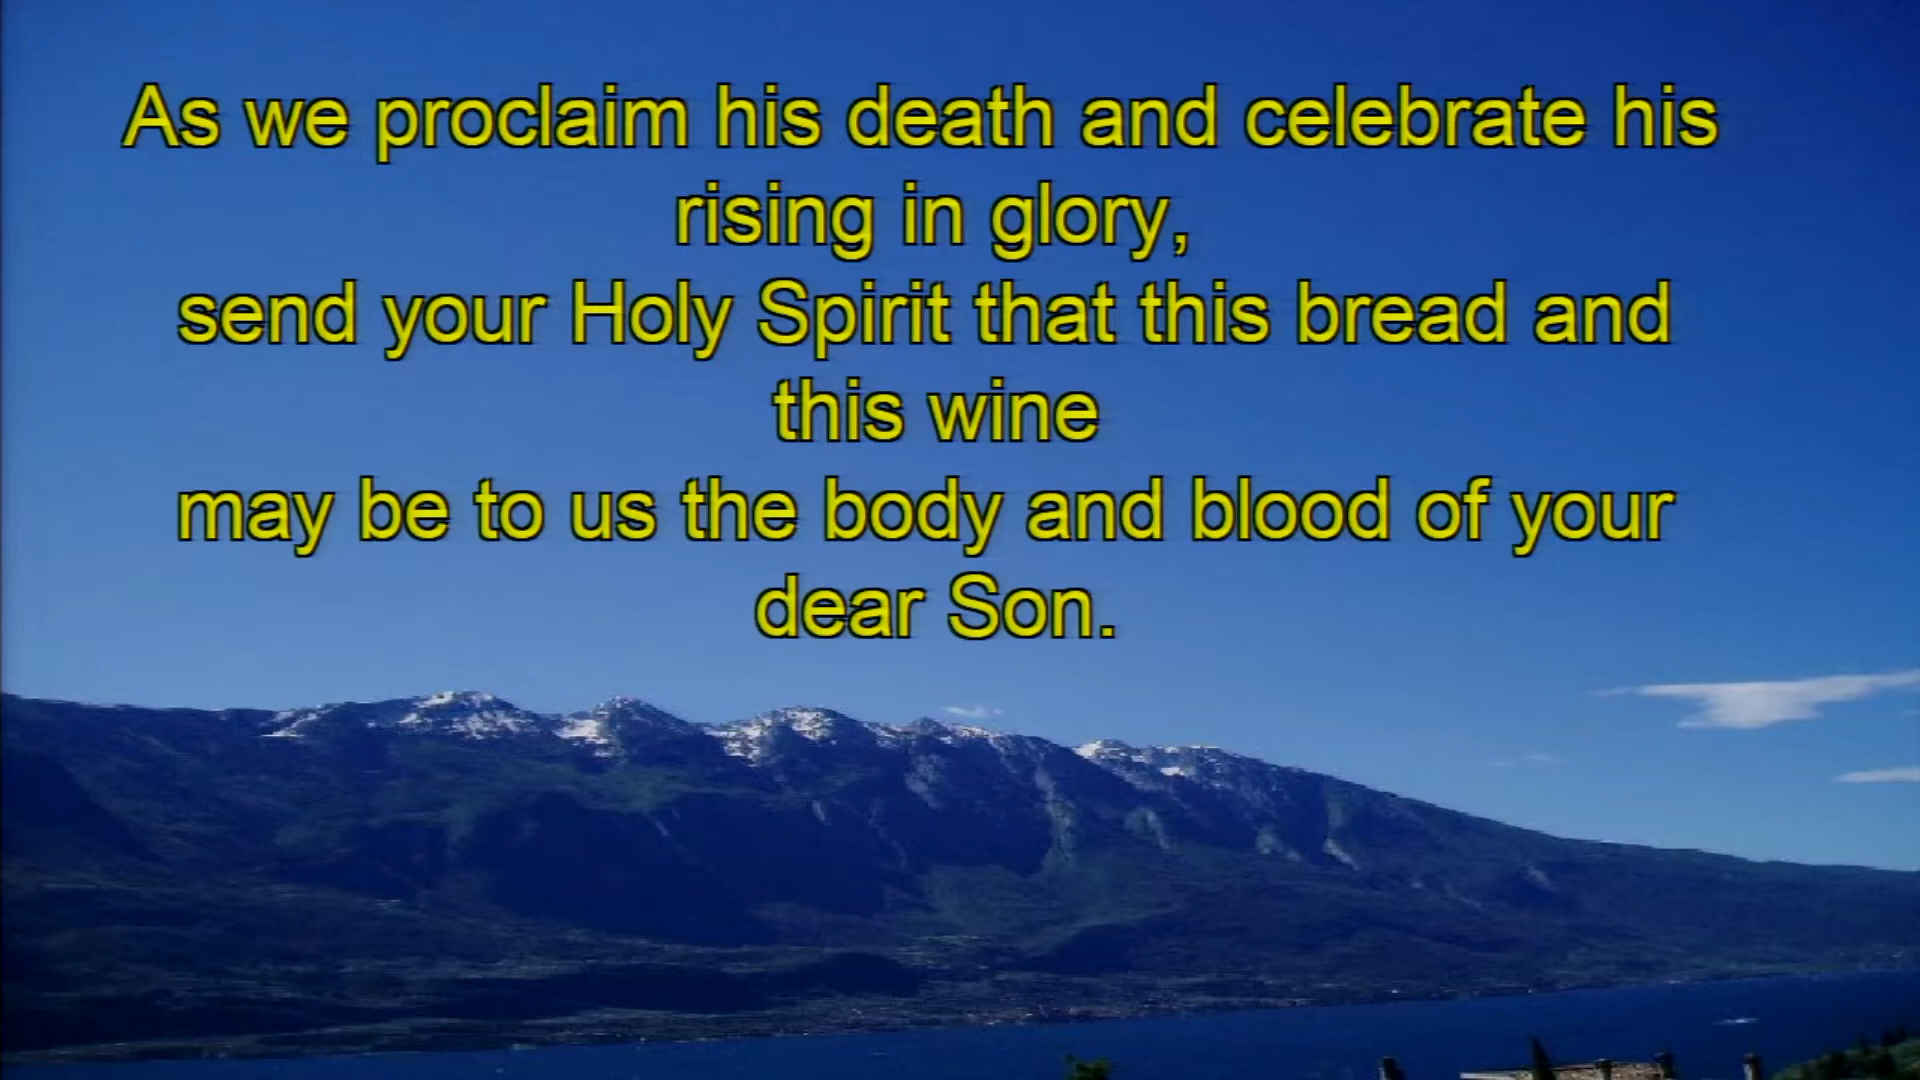 As we proclaim his death and celebrate his
rising in glory,
send your Holy Spirit that this bread and
this wine
may be to us the body and blood of your
dear Son.